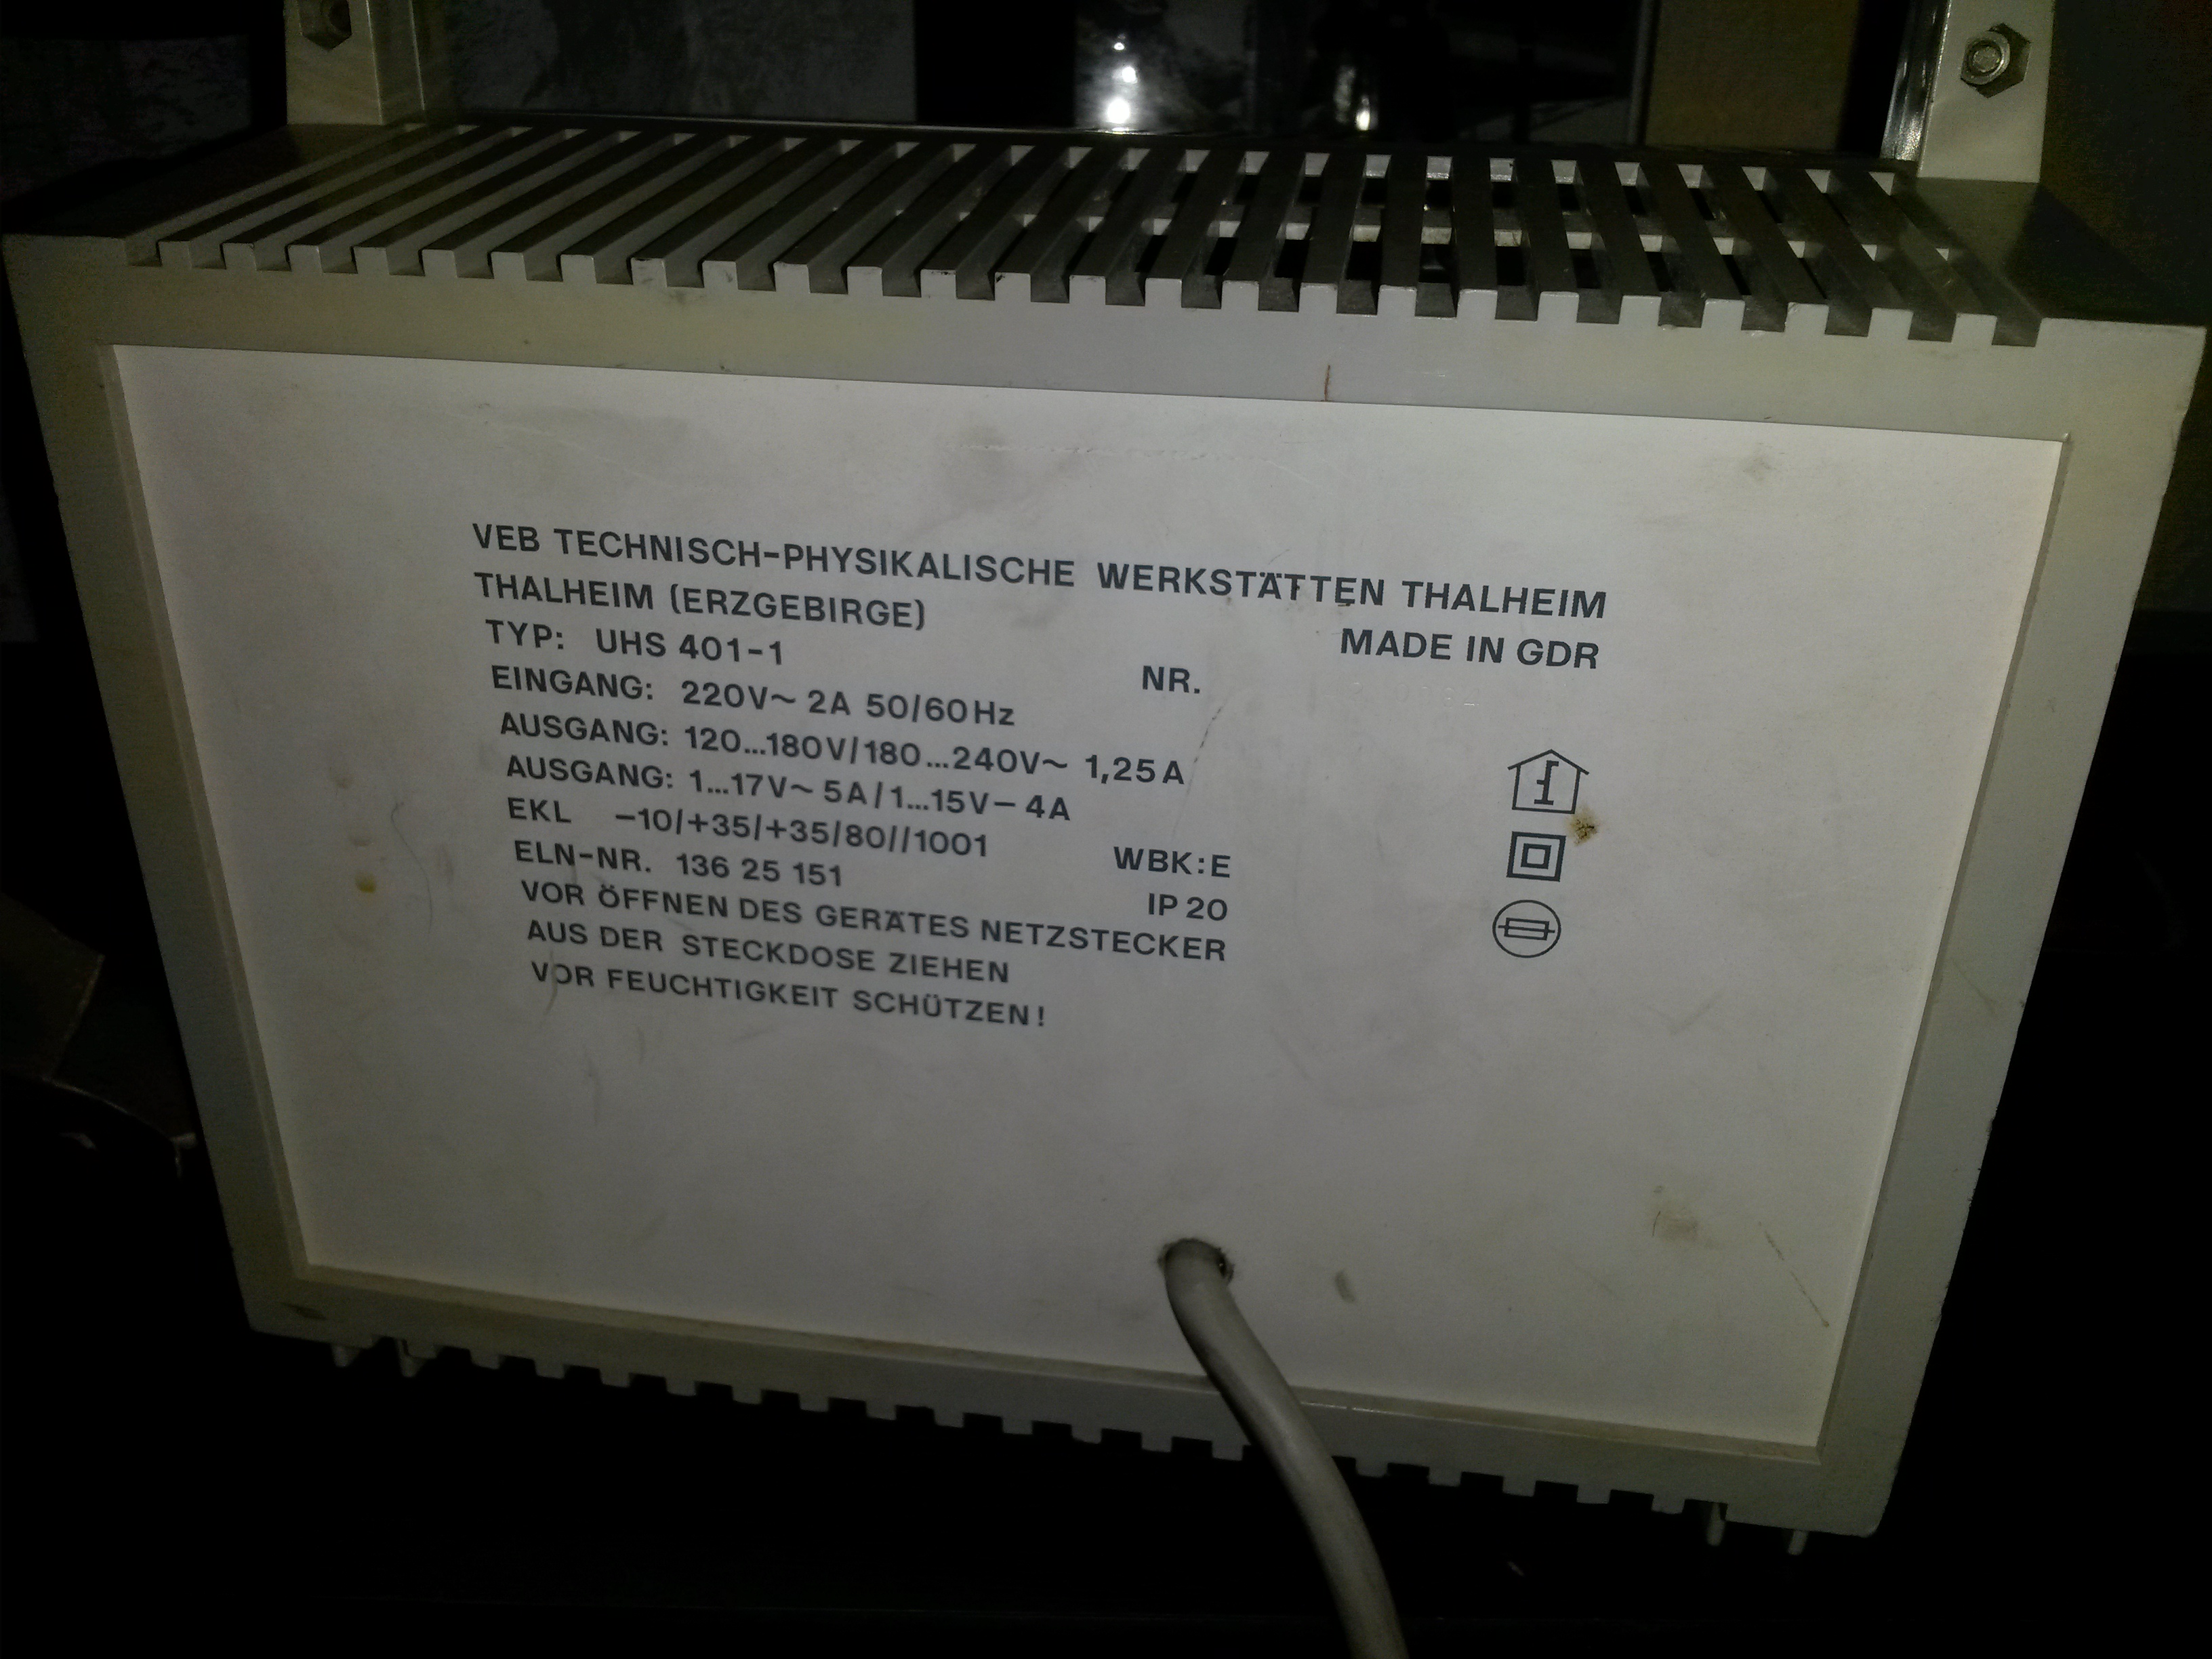 VEB TECHNISCH-PHYSIKALISCHE WERKSTÄTTEN THALHEIM
THALHEIM (ERZGEBIRGE) MADE IN GDR
TYP: UHS 401-1 NR.
EINGANG: 220V~ 2A 50/60Hz
AUSGANG: 120...180V/180...240V~ 1,25A
AUSGANG: 1...17V~ 5A/1...15V— 4A
EKL —10/+35/+35/80//1001 WBK:E
ELN-NR. 136 25 151 IP 20
VOR ÖFFNEN DES GERÄTES NETZSTECKER
AUS DER STECKDOSE ZIEHEN
VOR FEUCHTIGKEIT SCHÜTZEN!